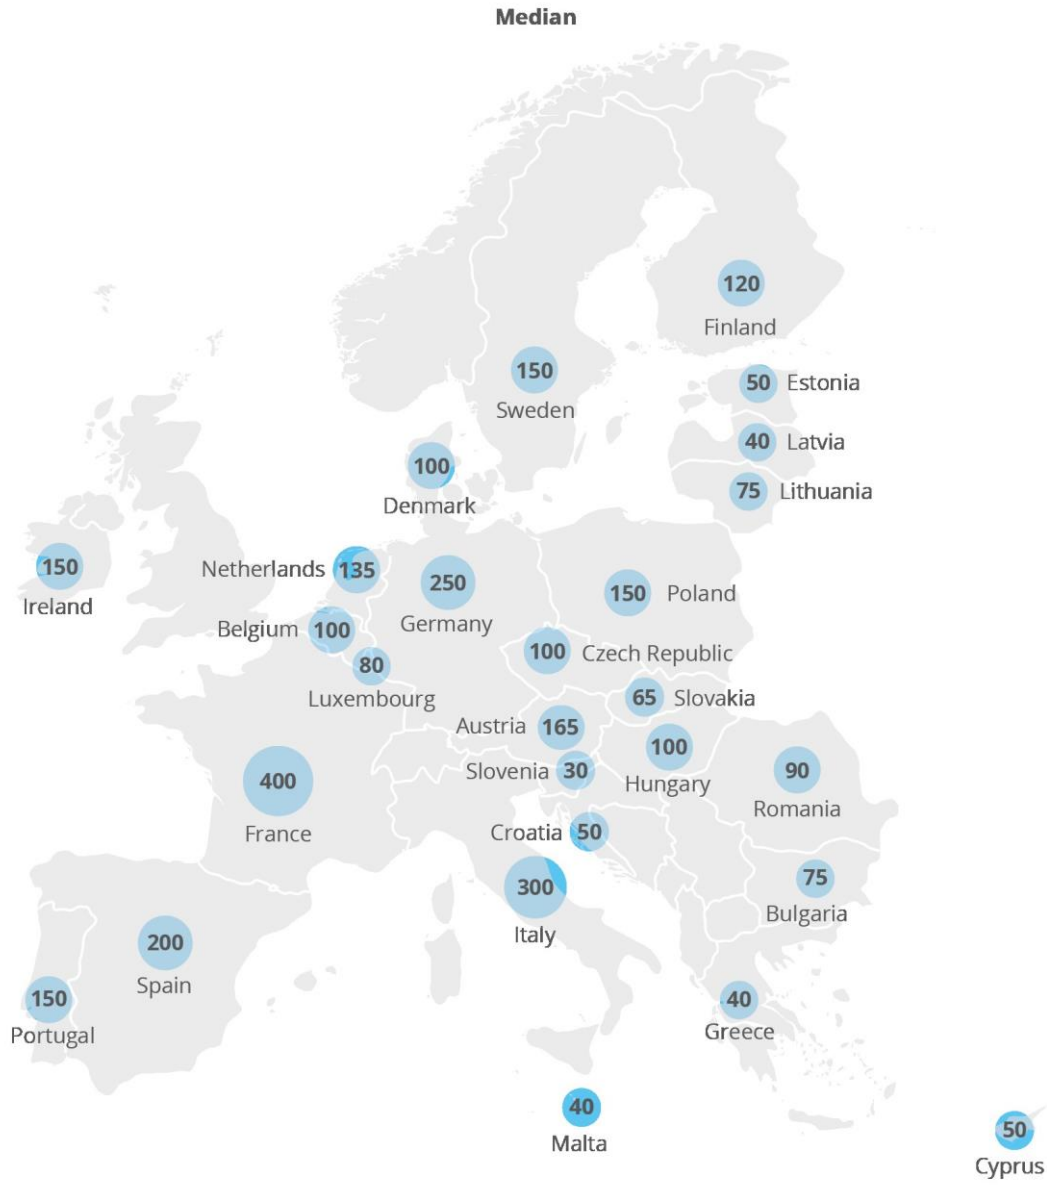 Median
120
Finland
150
Sweden
50 Estonia
40 Latvia
100
Denmark
75 Lithuania
150
Ireland
Netherlands 135
250
Germany
150 Poland
Belgium 100
100 Czech Republic
80
Luxembourg
65 Slovakia
Austria 165
100
Hungary
Slovenia 30
90
Romania
400
France
Croatia 50
75
Bulgaria
300
Italy
200
Spain
150
Portugal
40
Greece
40
Malta
50
Cyprus